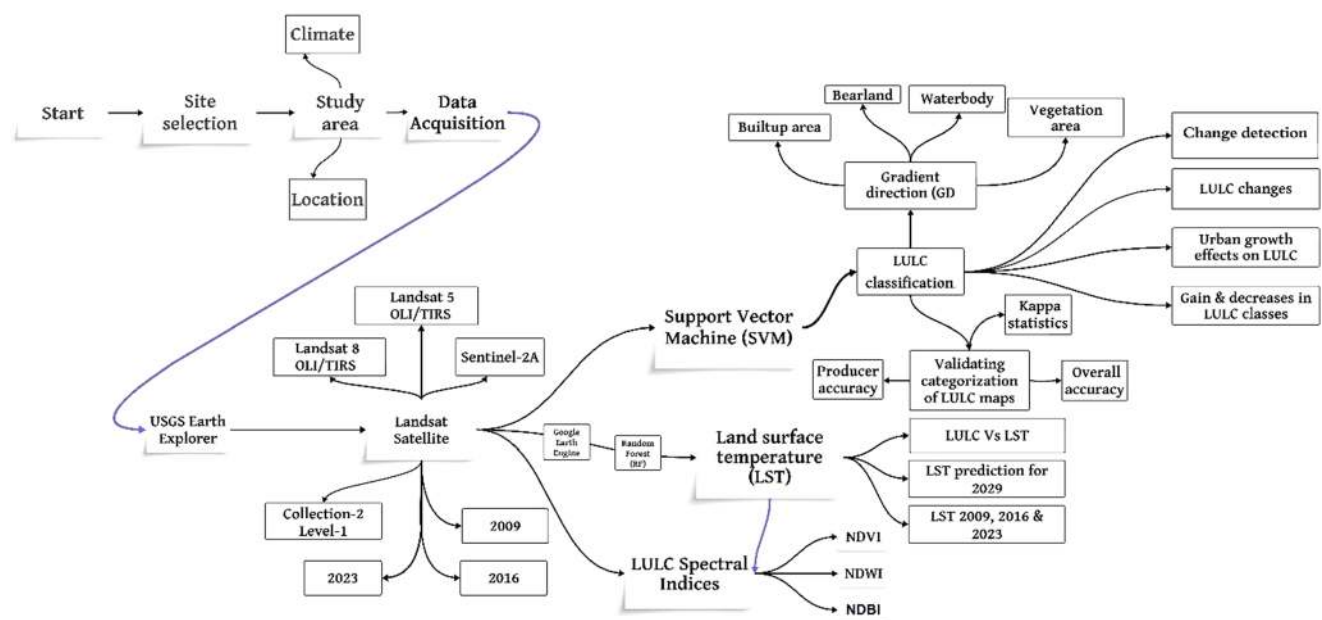 Climate
Start
Site
selection
Study
area
Data
Acquisition
Location
Bearland
Waterbody
Builtup area
Vegetation
area
Gradient
direction (GD
Change detection
LULC changes
Urban growth
effects on LULC
Gain & decreases in
LULC classes
LULC
classification
Kappa
statistics
Support Vector
Machine (SVM)
Producer
accuracy
Validating
categorization
of LULC maps
Overall
accuracy
Landsat 5
OLI/TIRS
Landsat 8
OLI/TIRS
Sentinel-2A
USGS Earth
Explorer
Landsat
Satellite
Google
Earth
Engine
Random
Forest
(RF)
Land surface
temperature
(LST)
LULC Vs LST
LST prediction for
2029
LST 2009, 2016 &
2023
Collection-2
Level-1
2009
2023
2016
LULC Spectral
Indices
NDVI
NDWI
NDBI